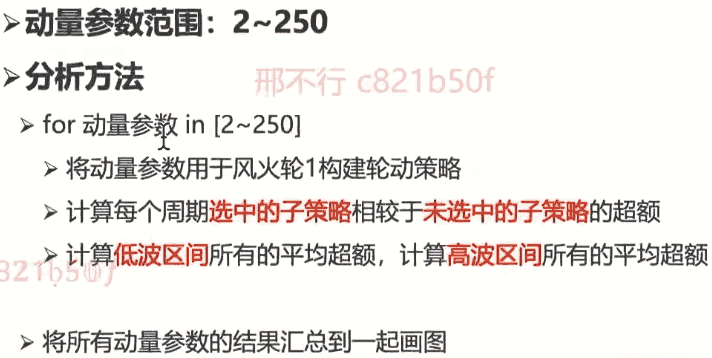 ➢动量参数范围：2~250
➢分析方法
邢不行 c821b50f
➢ for 动量参数 in [2~250]
➢ 将动量参数用于风火轮1构建轮动策略
➢ 计算每个周期选中的子策略相较于未选中的子策略的超额
➢ 计算低波区间所有的平均超额，计算高波区间所有的平均超额
821b50f
➢ 将所有动量参数的结果汇总到一起画图